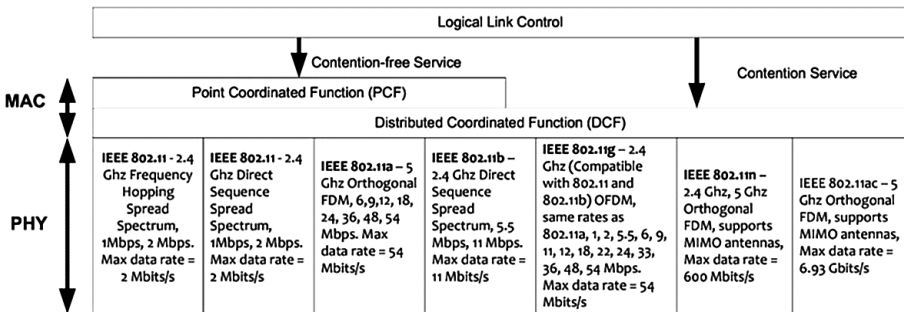 Logical Link Control
Contention-free Service
Contention Service
MAC
Point Coordinated Function (PCF)
Distributed Coordinated Function (DCF)
PHY
IEEE 802.11 - 2.4
Ghz Frequency
Hopping
Spread
Spectrum,
1Mbps, 2 Mbps.
Max data rate =
2 Mbits/s
IEEE 802.11 - 2.4
Ghz Direct
Sequence
Spread
Spectrum,
1Mbps, 2 Mbps.
Max data rate =
2 Mbits/s
IEEE 802.11a – 5
Ghz Orthogonal
FDM, 6,9,12, 18,
24, 36, 48, 54
Mbps. Max
data rate = 54
Mbits/s
IEEE 802.11b –
2.4 Ghz Direct
Sequence
Spread
Spectrum, 5.5
Mbps, 11 Mbps.
Max data rate =
11 Mbits/s
IEEE 802.11g – 2.4
Ghz (Compatible
with 802.11 and
802.11b) OFDM,
same rates as
802.11a, 1, 2, 5.5, 6, 9,
11, 12, 18, 22, 24, 33,
36, 48, 54 Mbps.
Max data rate = 54
Mbits/s
IEEE 802.11n –
2.4 Ghz, 5 Ghz
Orthogonal
FDM, supports
MIMO antennas,
Max data rate =
600 Mbits/s
IEEE 802.11ac – 5
Ghz Orthogonal
FDM, supports
MIMO antennas,
Max data rate =
6.93 Gbits/s